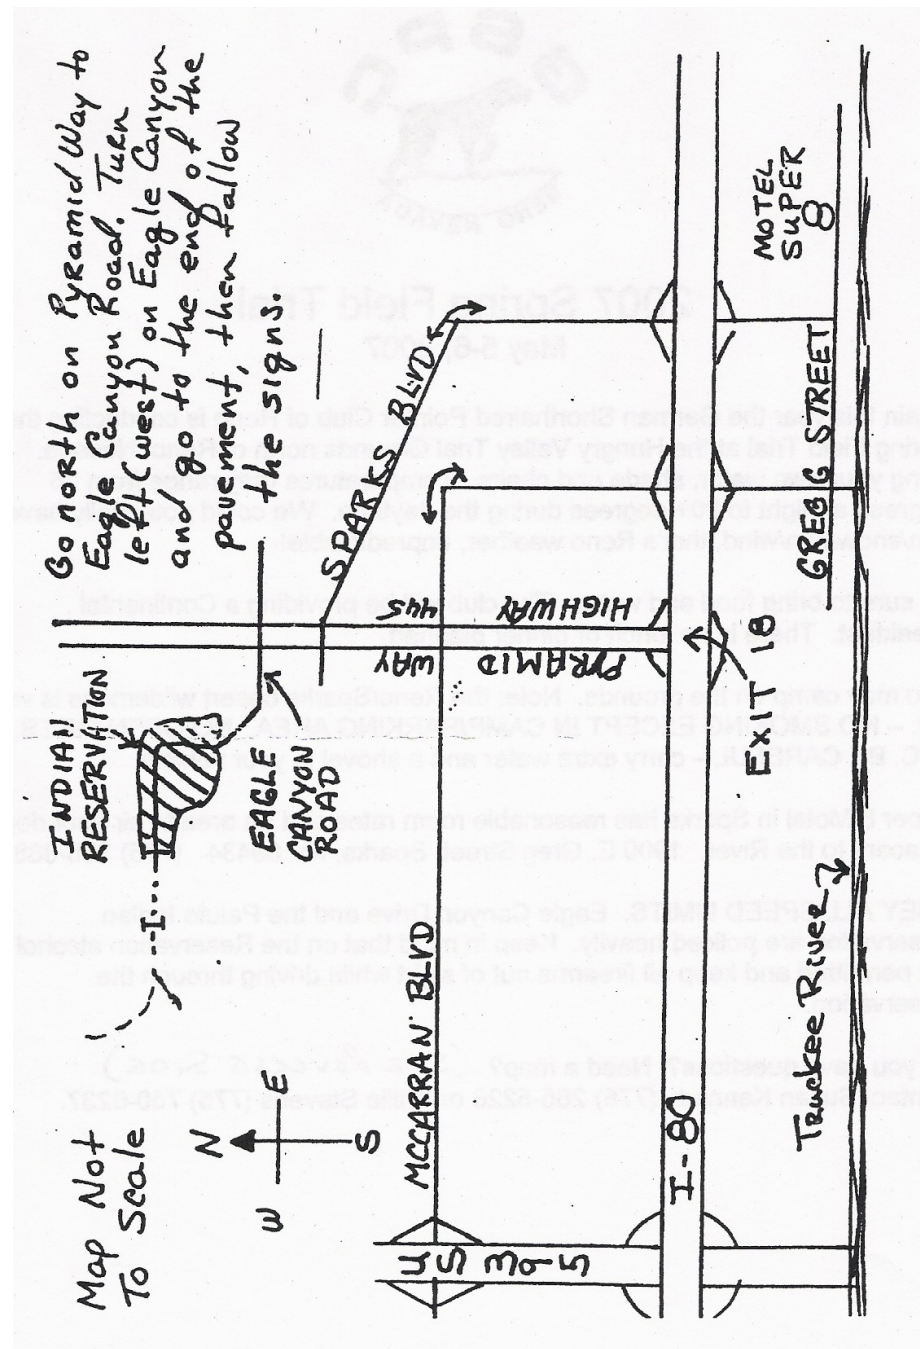 Map Not
To Scale
N
W E
S
INDIAN
RESERVATION
Go north on Pyramid Way to
Eagle Canyon Road. Turn
left (west) on Eagle Canyon
and go to the end of the
pavement, then follow
the signs.
EAGLE
CANYON
ROAD
SPARKS BLVD
MCCARRAN BLVD
PYRAMID
WAY
HIGHWAY
445
US 395
I-80
EXIT 18
MOTEL
SUPER
8
GREG STREET
Truckee River